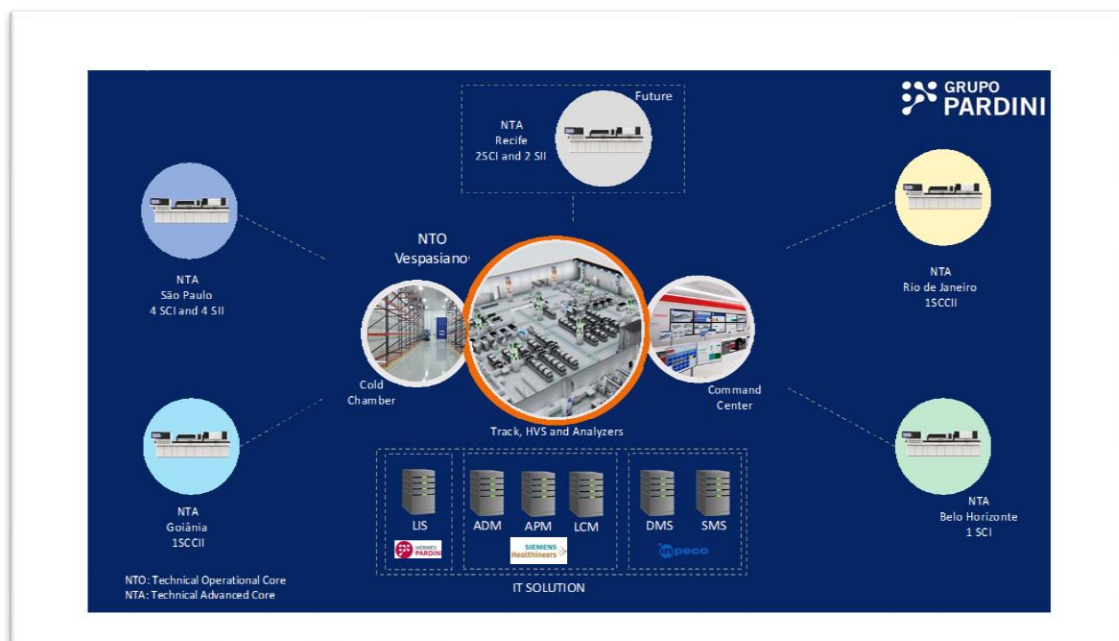 Future
GRUPO
PARDINI
NTA
Recife
2SCI and 2 SII
NTO
Vespasiano
NTA
São Paulo
4 SCI and 4 SII
NTA
Rio de Janeiro
1SCCII
Cold
Chamber
Command
Center
Track, HVS and Analyzers
NTA
Goiânia
1SCCII
NTA
Belo Horizonte
1 SCI
LIS
ADM
APM
LCM
DMS
SMS
HERMES
PARDINI
SIEMENS
Healthineers
inpeco
IT SOLUTION
NTO: Technical Operational Core
NTA: Technical Advanced Core